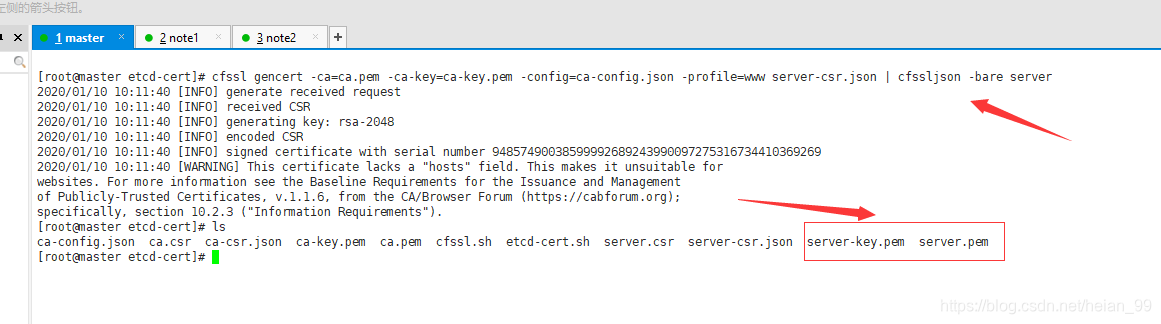 左侧的箭头按钮。
1 master × 2 note1 × 3 note2 × +
[root@master etcd-cert]# cfssl gencert -ca=ca.pem -ca-key=ca-key.pem -config=ca-config.json -profile=www server-csr.json | cfssljson -bare server
2020/01/10 10:11:40 [INFO] generate received request
2020/01/10 10:11:40 [INFO] received CSR
2020/01/10 10:11:40 [INFO] generating key: rsa-2048
2020/01/10 10:11:40 [INFO] encoded CSR
2020/01/10 10:11:40 [INFO] signed certificate with serial number 948574900385999926892439900972753167344103692​69
2020/01/10 10:11:40 [WARNING] This certificate lacks a "hosts" field. This makes it unsuitable for
websites. For more information see the Baseline Requirements for the Issuance and Management
of Publicly-Trusted Certificates, v.1.1.6, from the CA/Browser Forum (https://cabforum.org);
specifically, section 10.2.3 ("Information Requirements").
[root@master etcd-cert]# ls
ca-config.json ca.csr ca-csr.json ca-key.pem ca.pem cfssl.sh etcd-cert.sh server.csr server-csr.json server-key.pem server.pem
[root@master etcd-cert]#
https://blog.csdn.net/heian_99